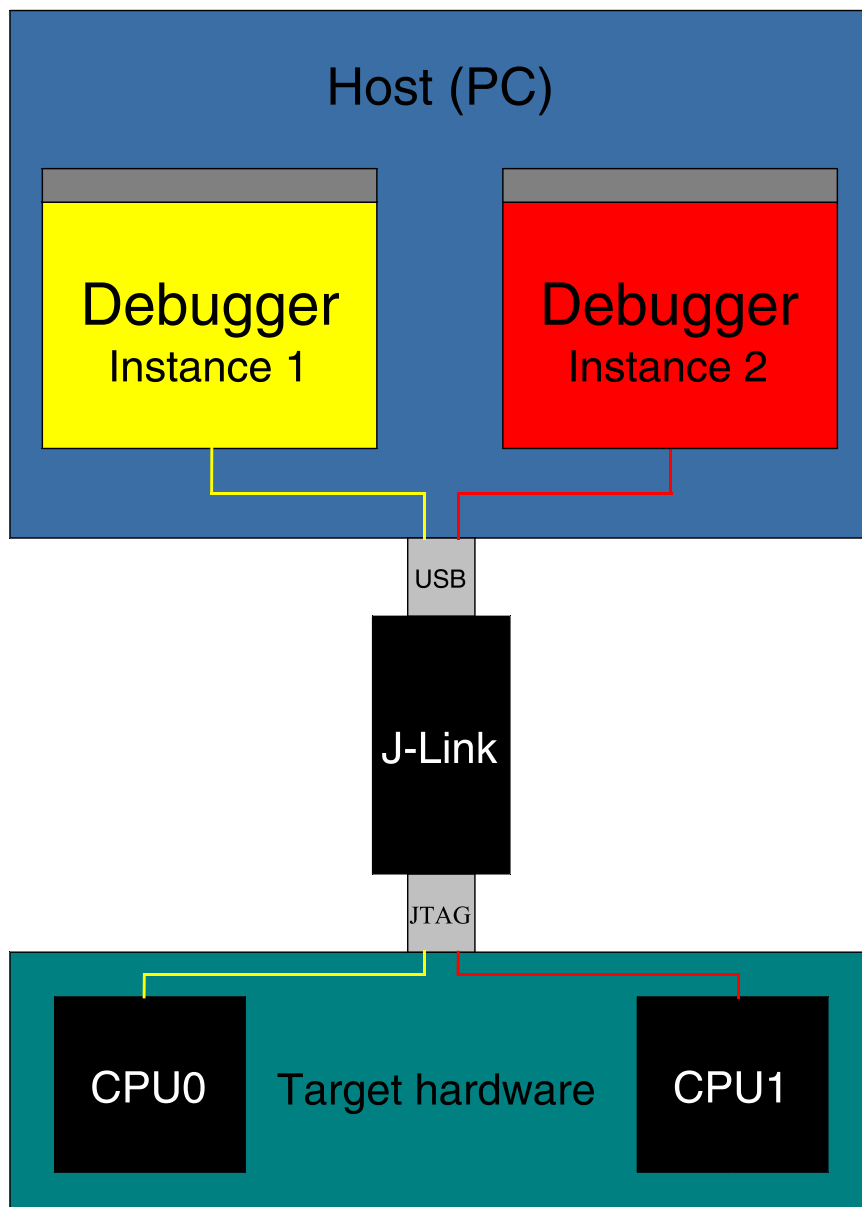 Host (PC)
Debugger
Instance 1
Debugger
Instance 2
USB
J-Link
JTAG
CPU0
Target hardware
CPU1